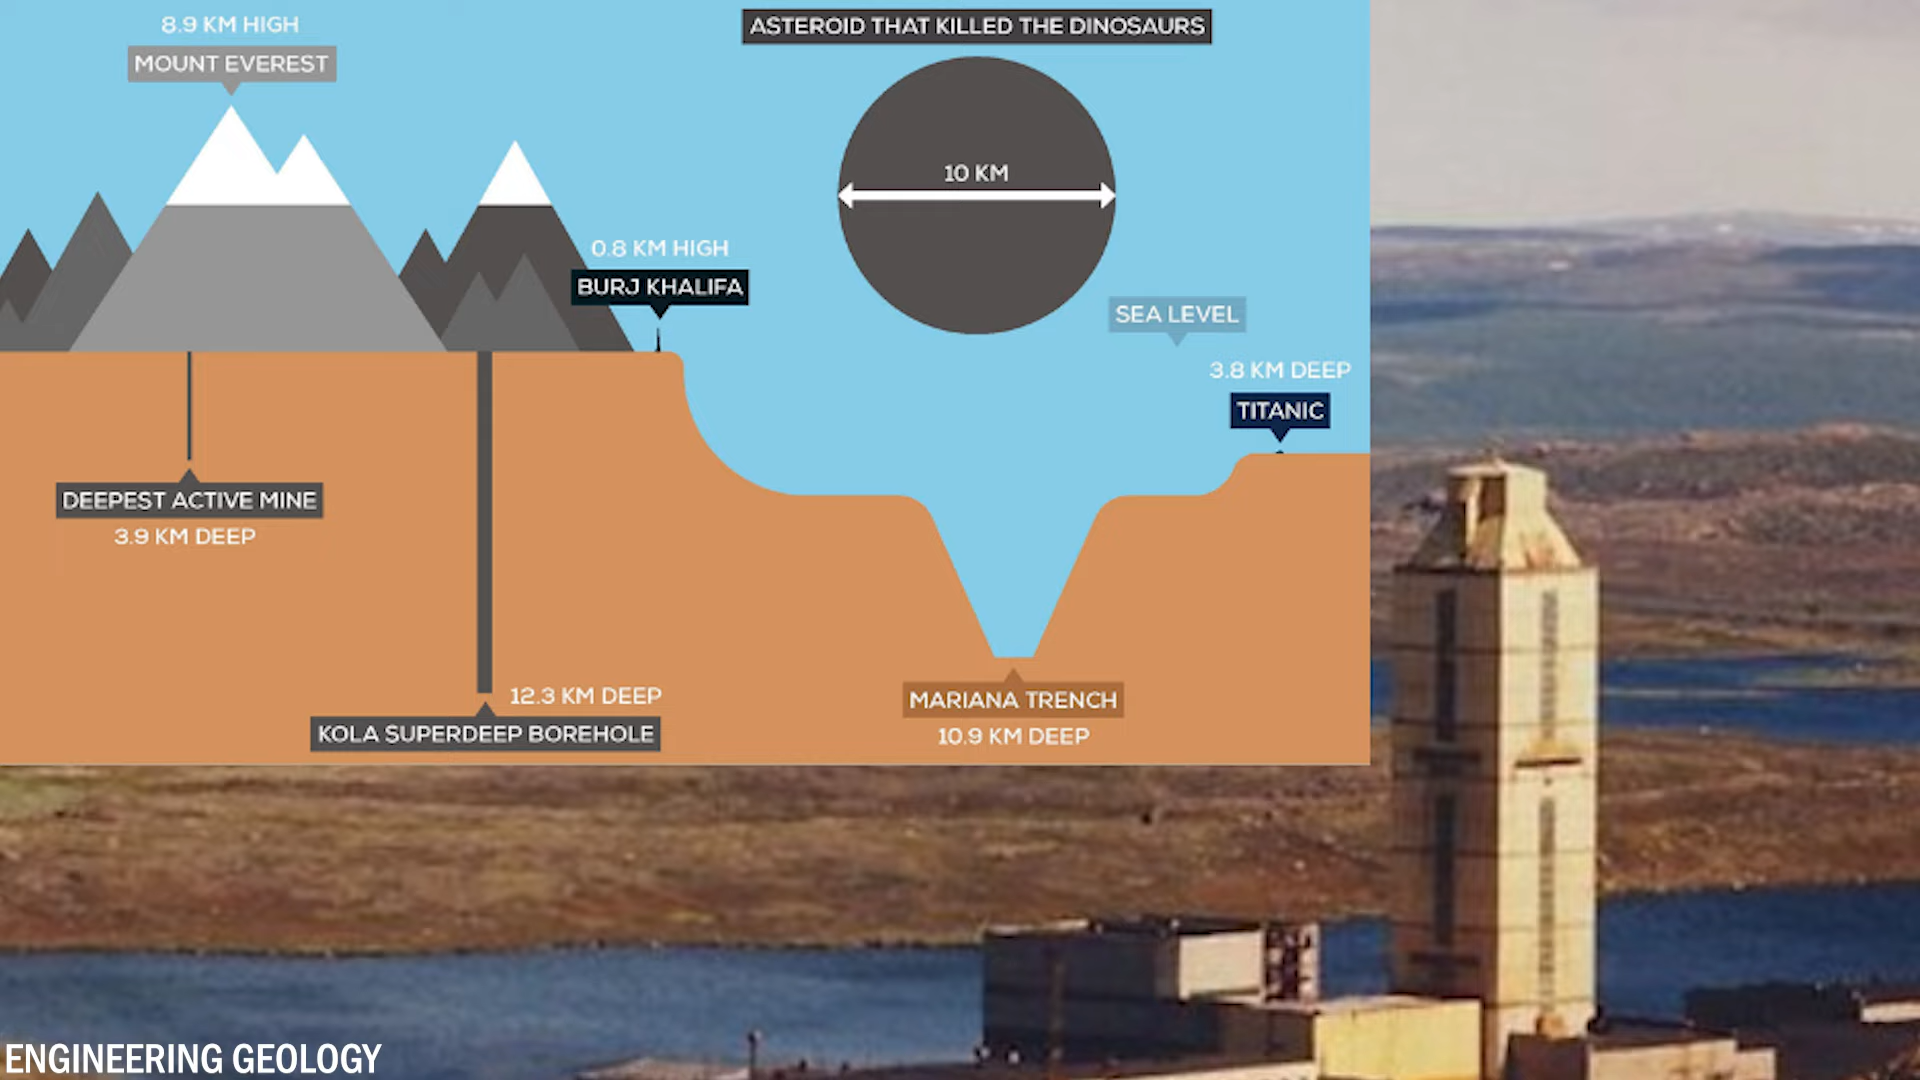 8.9 KM HIGH
MOUNT EVEREST
ASTEROID THAT KILLED THE DINOSAURS
10 KM
0.8 KM HIGH
BURJ KHALIFA
SEA LEVEL
3.8 KM DEEP
TITANIC
DEEPEST ACTIVE MINE
3.9 KM DEEP
12.3 KM DEEP
KOLA SUPERDEEP BOREHOLE
MARIANA TRENCH
10.9 KM DEEP
ENGINEERING GEOLOGY